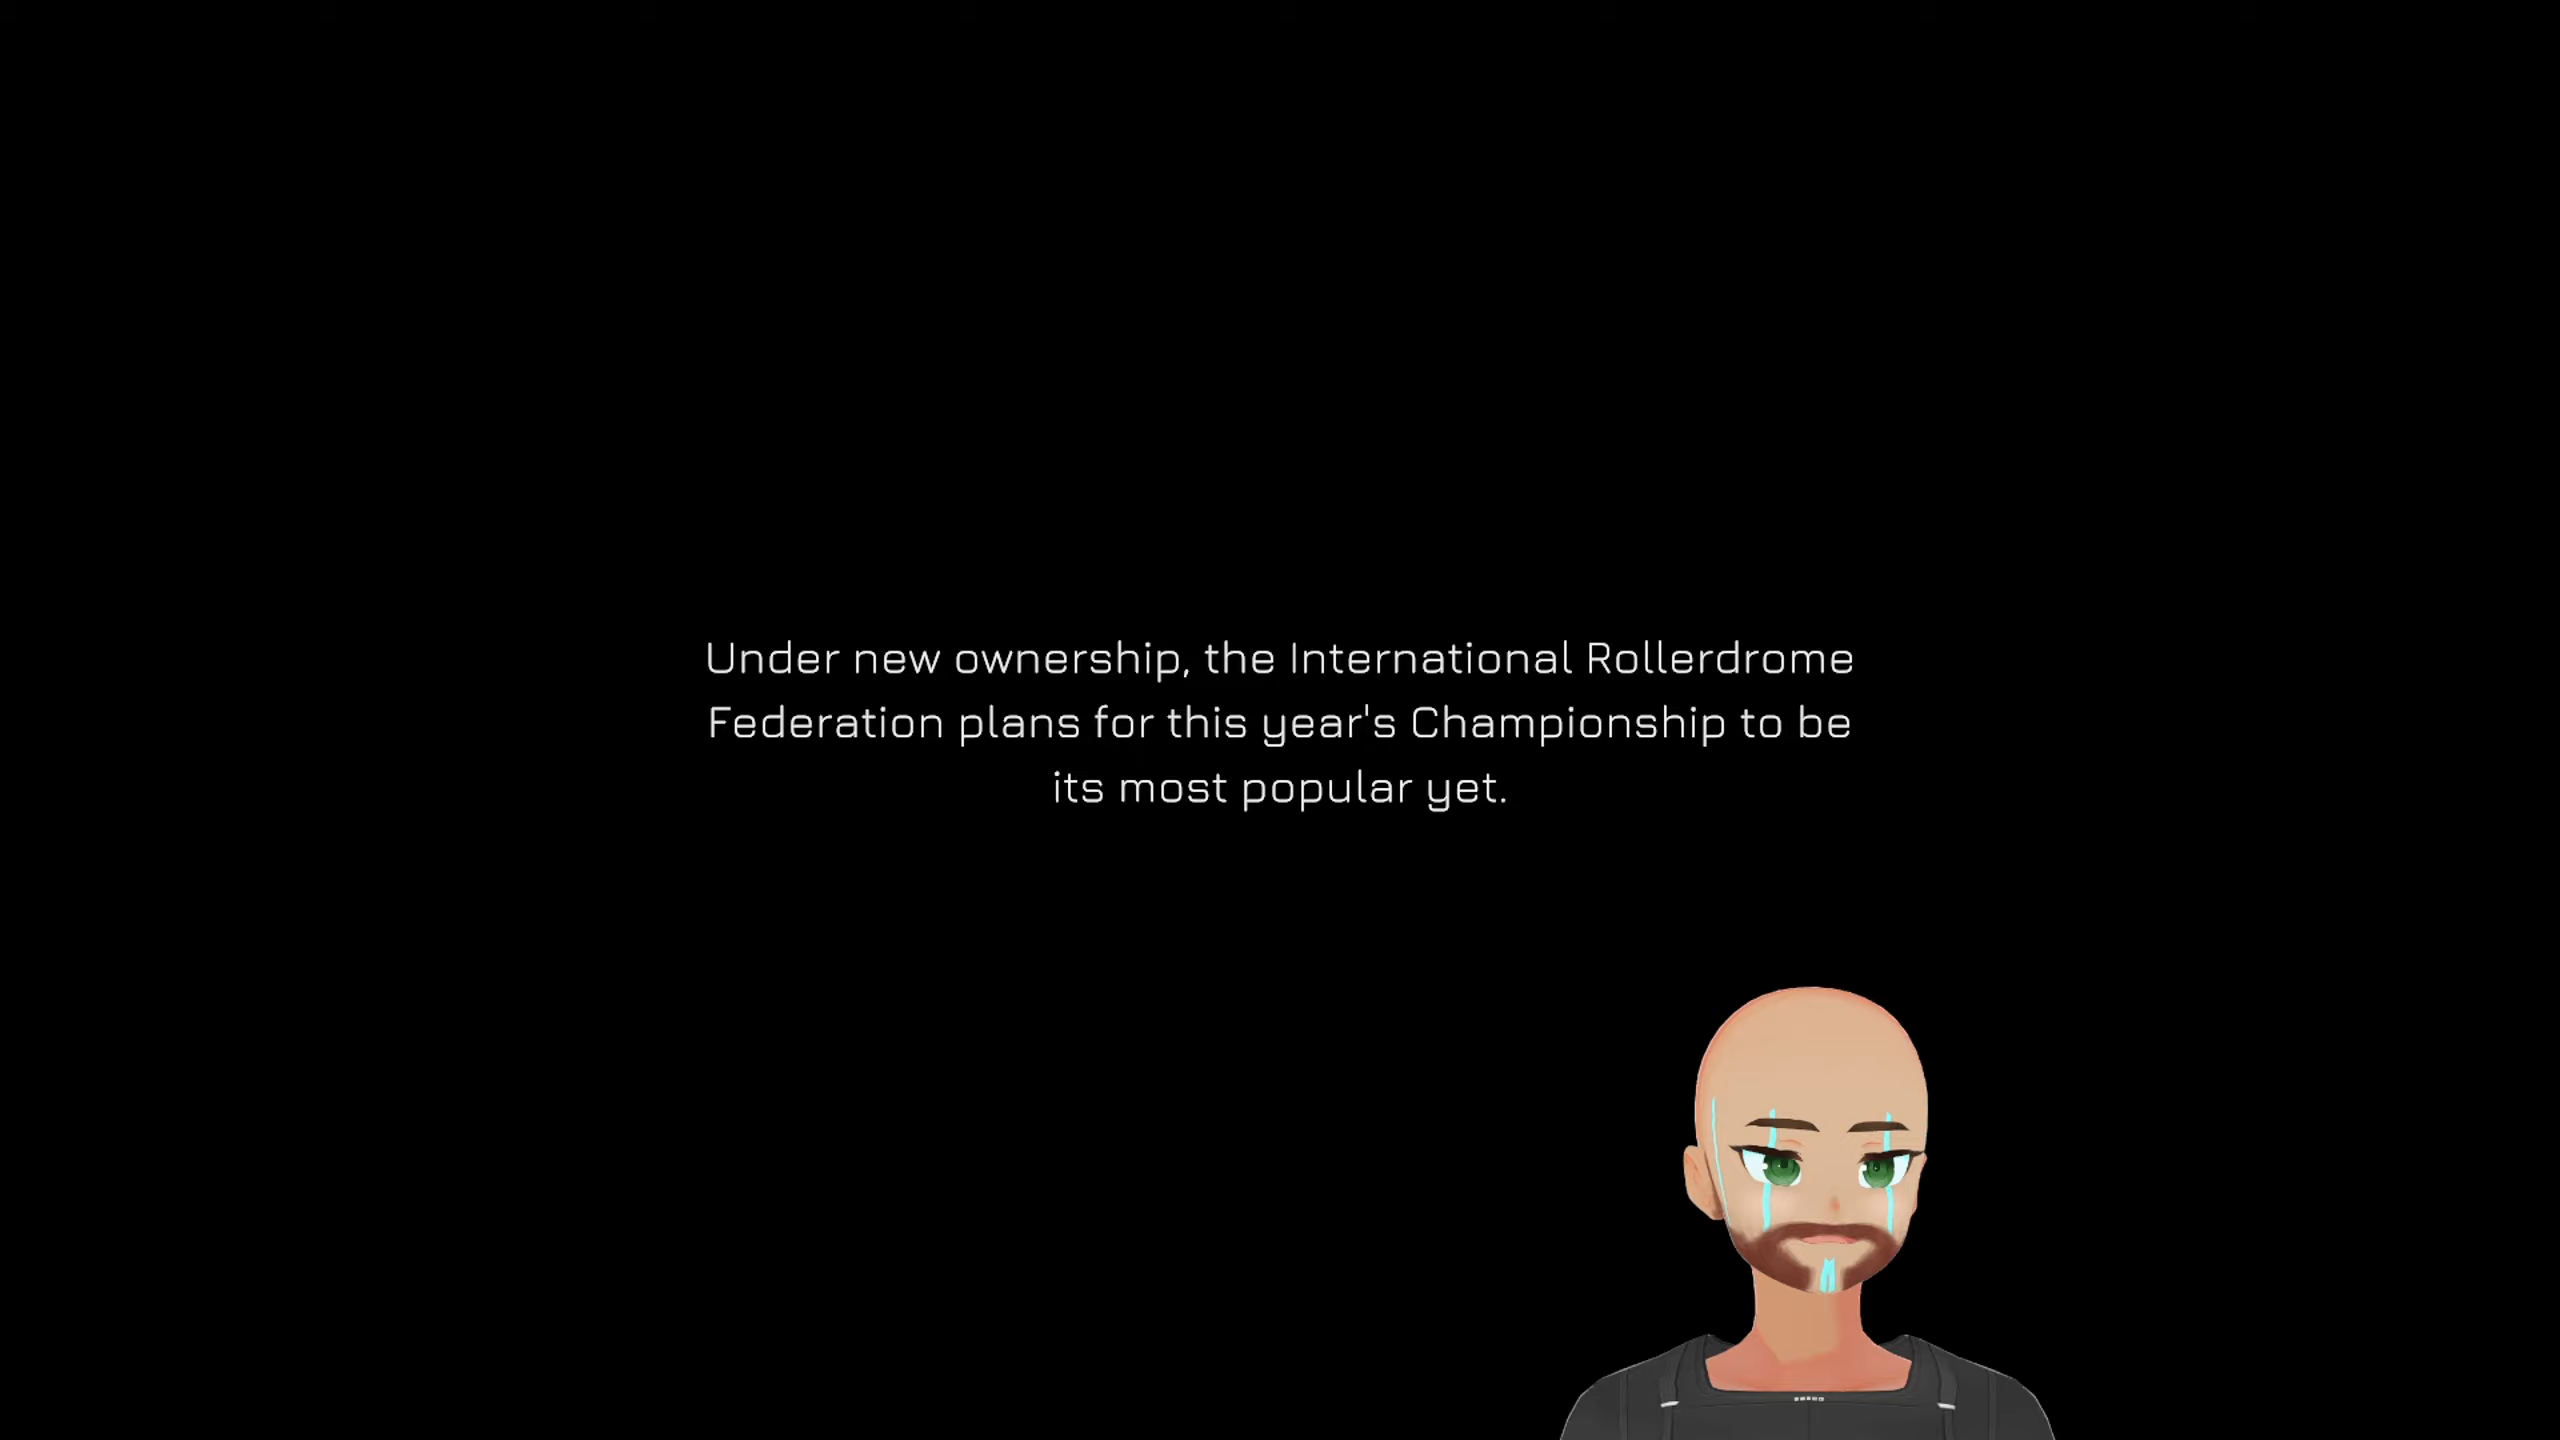 Under new ownership, the International Rollerdrome
Federation plans for this year's Championship to be
its most popular yet.